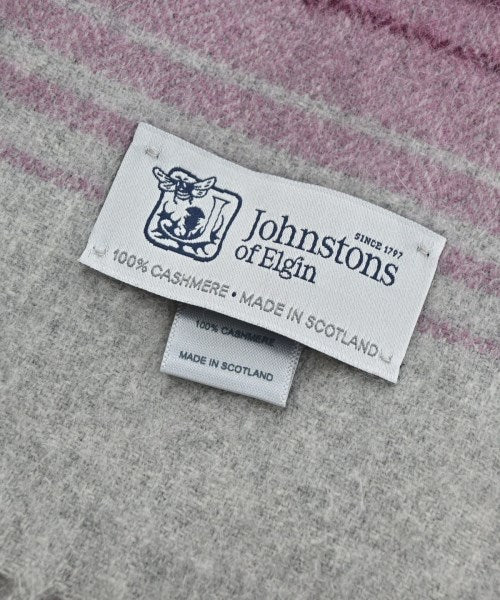 SINCE 1797
Johnstons
of Elgin
100% CASHMERE • MADE IN SCOTLAND
100% CASHMERE
MADE IN SCOTLAND